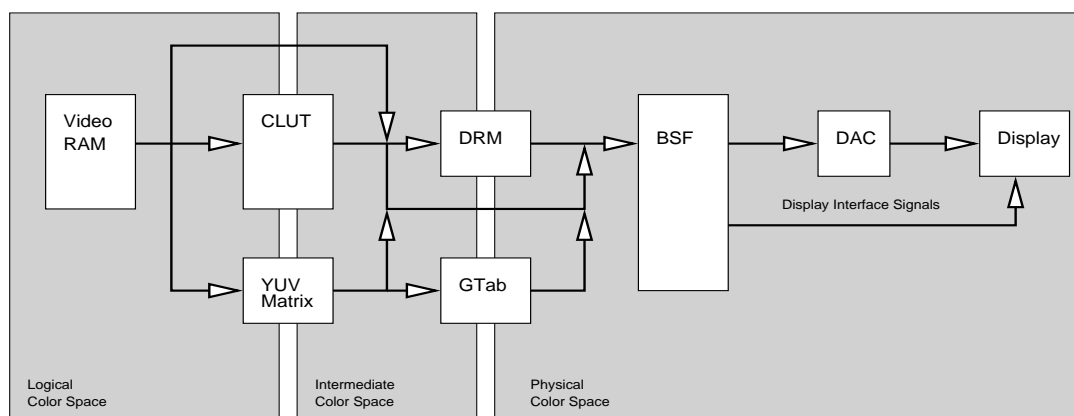 Video
RAM
CLUT
DRM
BSF
DAC
Display
Display Interface Signals
YUV
Matrix
GTab
Logical
Color Space
Intermediate
Color Space
Physical
Color Space